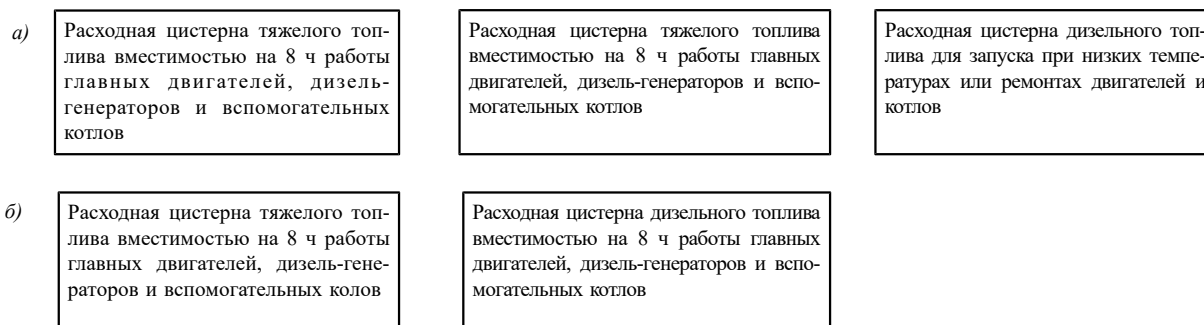 а)
Расходная цистерна тяжелого топ-
лива вместимостью на 8 ч работы
главных двигателей, дизель-
генераторов и вспомогательных
котлов
Расходная цистерна тяжелого топлива
вместимостью на 8 ч работы главных
двигателей, дизель-генераторов и вспо-
могательных котлов
Расходная цистерна дизельного топ-
лива для запуска при низких темпе-
ратурах или ремонтах двигателей и
котлов
б)
Расходная цистерна тяжелого топ-
лива вместимостью на 8 ч работы
главных двигателей, дизель-гене-
раторов и вспомогательных колов
Расходная цистерна дизельного топлива
вместимостью на 8 ч работы главных
двигателей, дизель-генераторов и вспо-
могательных котлов